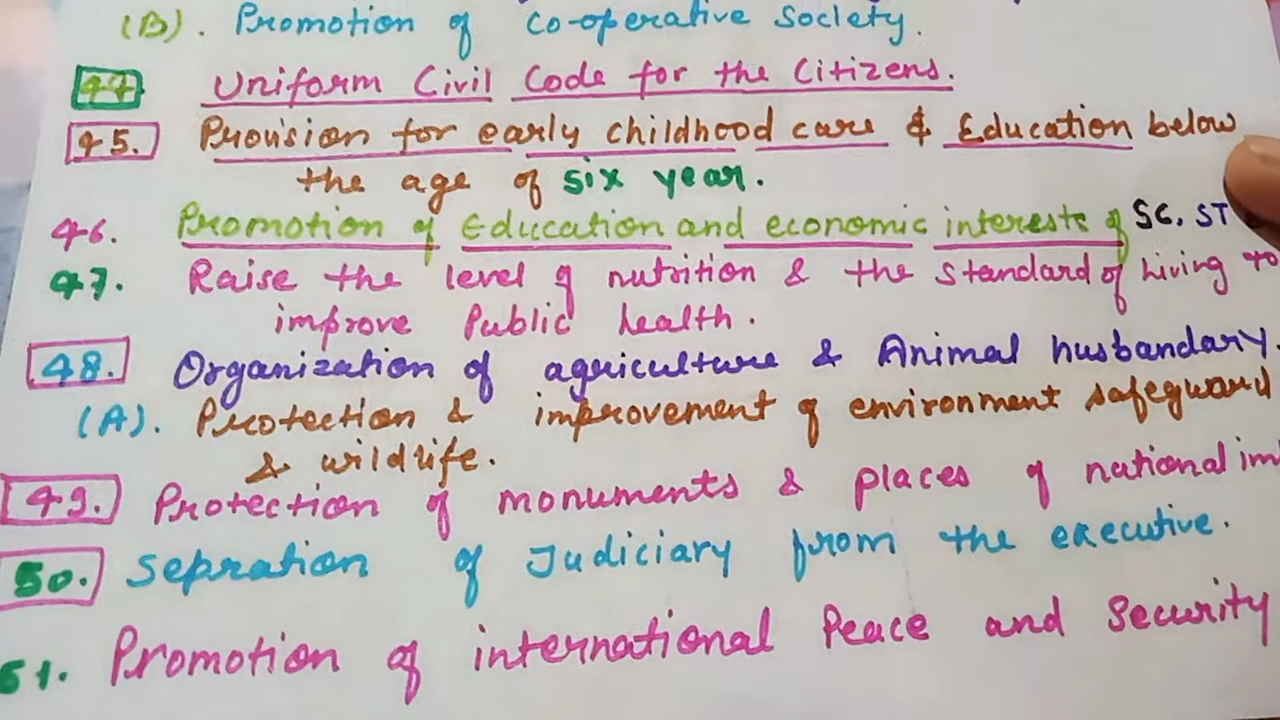 (B). Promotion of Co-operative Society.
44 Uniform Civil Code for the Citizens.
45. Provision for early childhood care & Education below
the age of six year.
46. Promotion of Education and economic interests of SC, ST
47. Raise the level of nutrition & the standard of living to
improve Public health.
48. Organization of agriculture & Animal husbandary.
(A). Protection & improvement of environment safeguard
& wildlife.
49. Protection of monuments & places of national im
50. Sepration of Judiciary from the executive.
51. Promotion of international Peace and Security